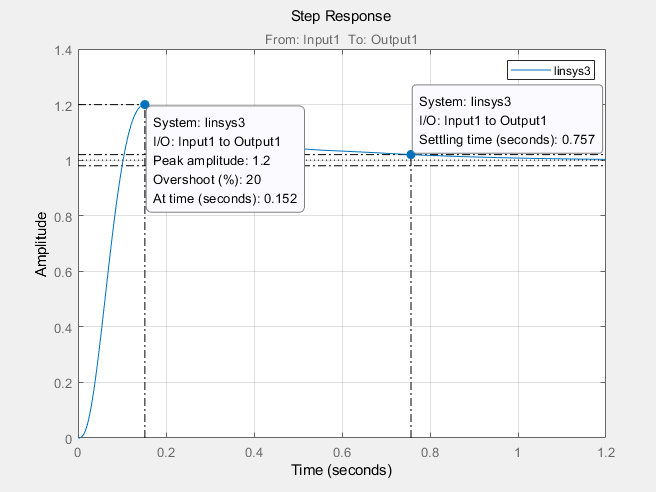 Step Response
From: Input1 To: Output1
1.4
linsys3
System: linsys3
I/O: Input1 to Output1
Settling time (seconds): 0.757
1.2
System: linsys3
I/O: Input1 to Output1
Peak amplitude: 1.2
Overshoot (%): 20
At time (seconds): 0.152
1
0.8
Amplitude
0.6
0.4
0.2
0
0
0.2
0.4
0.6
0.8
1
1.2
Time (seconds)